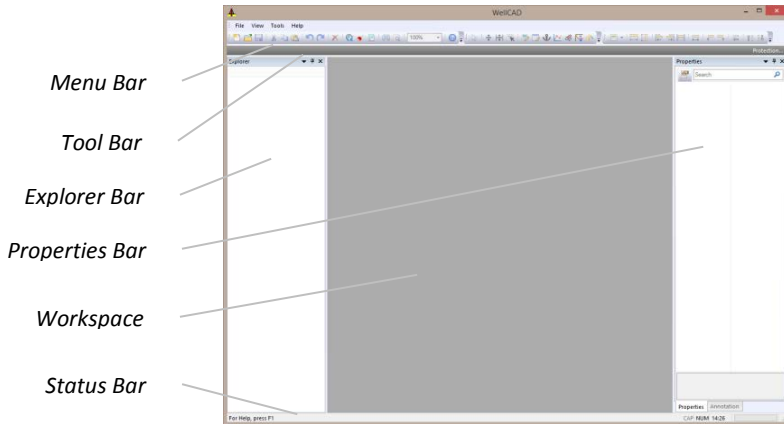 WellCAD
File View Tools Help
100%
Protection...
Explorer
Properties
Search
Menu Bar
Tool Bar
Explorer Bar
Properties Bar
Workspace
Status Bar
Properties Annotation
For Help, press F1
CAP NUM 14:26